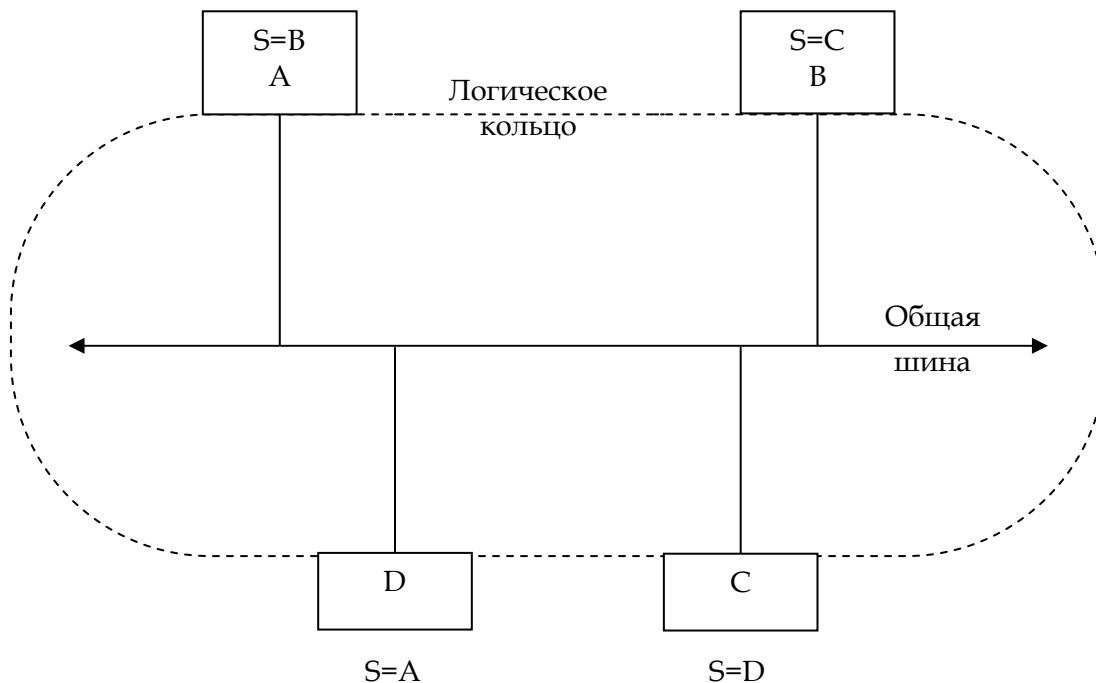 S=B
A
S=C
B
Логическое
кольцо
Общая
шина
D
C
S=A
S=D